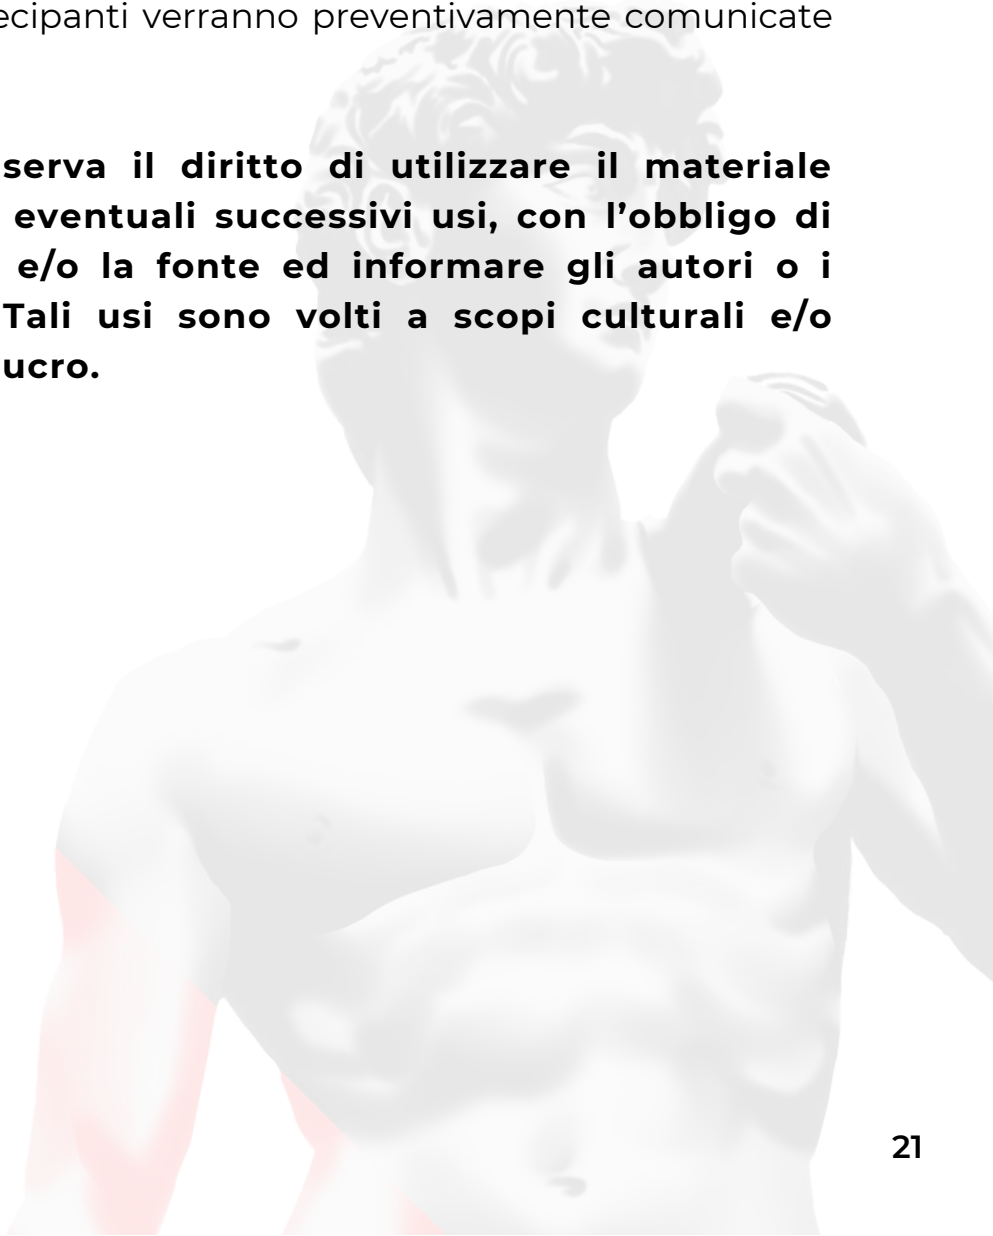 ecipanti verranno preventivamente comunicate
serva il diritto di utilizzare il materiale
eventuali successivi usi, con l’obbligo di
e/o la fonte ed informare gli autori o i
Tali usi sono volti a scopi culturali e/o
ucro.
21